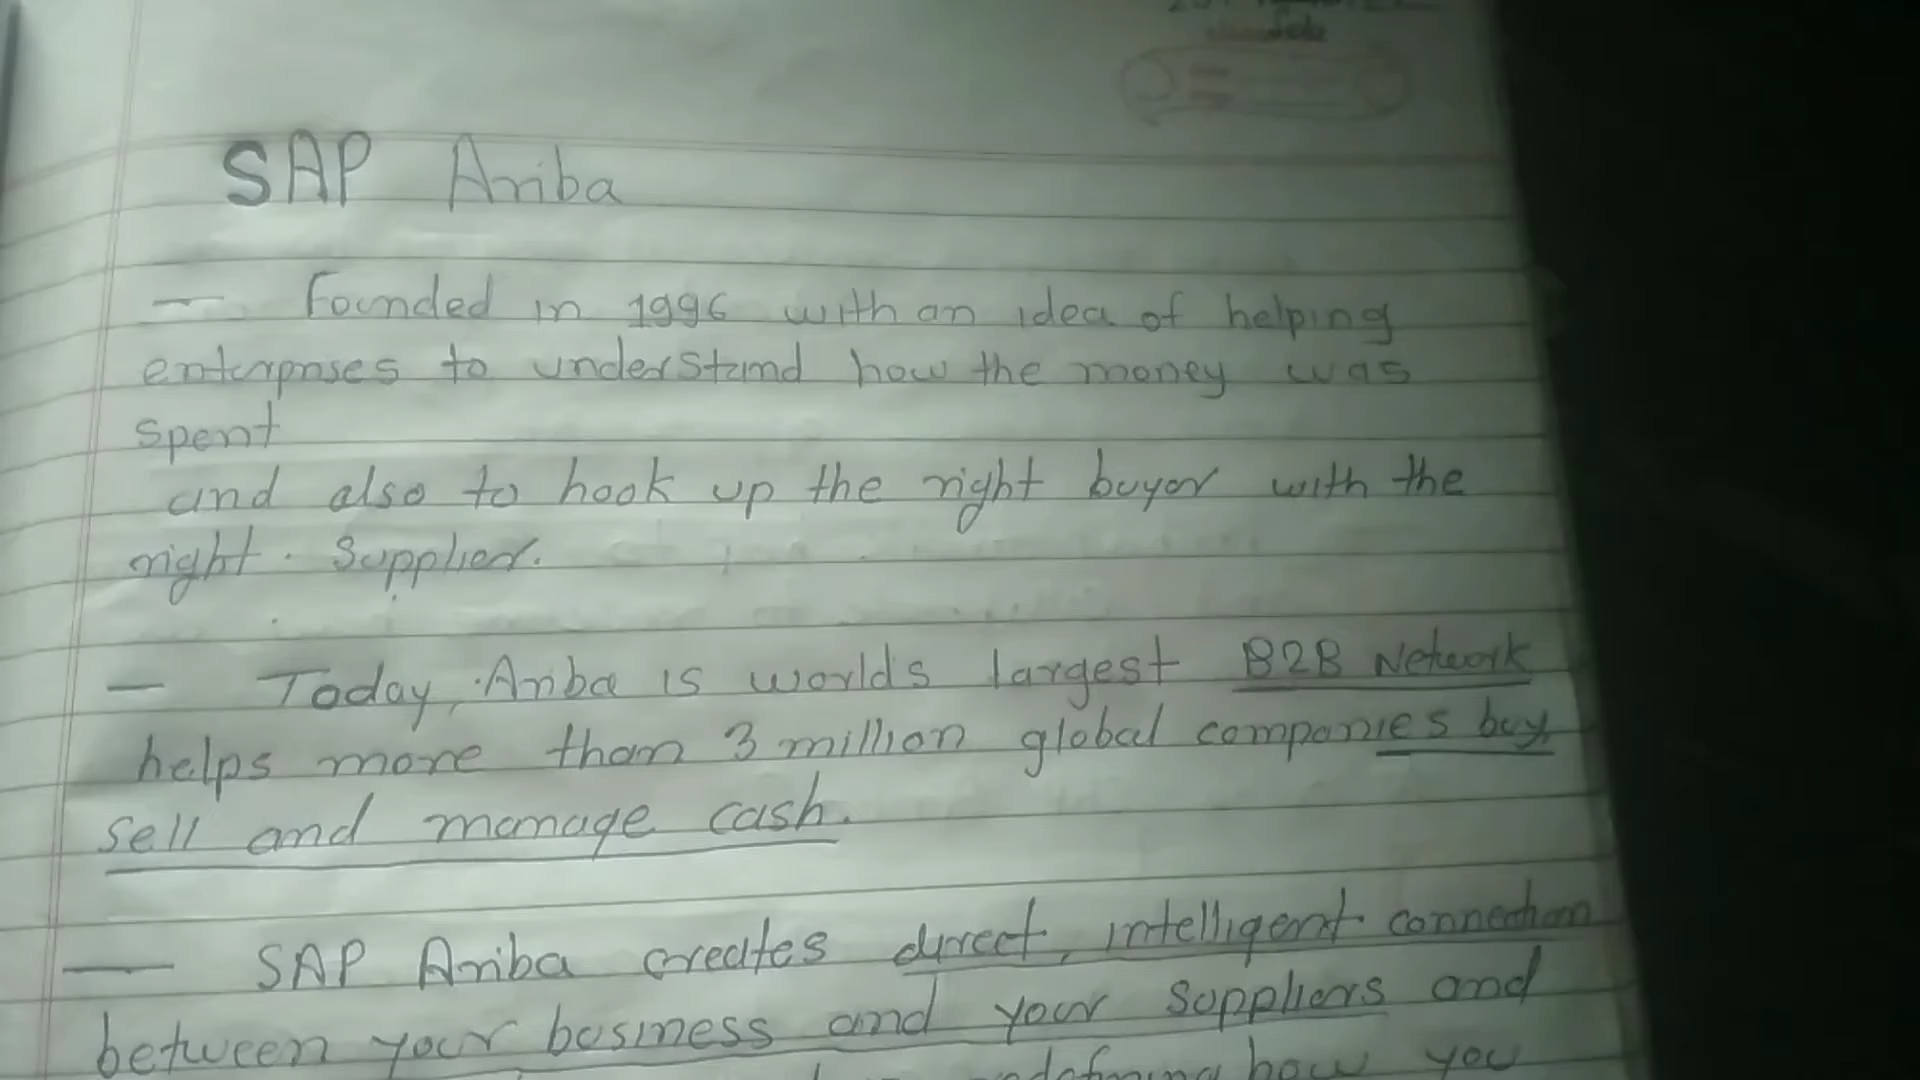 SAP Ariba
— Founded in 1996 with an idea of helping
enterprises to understand how the money was
spent
and also to hook up the right buyer with the
right. Supplier.
— Today, Ariba is worlds largest B2B Network
helps more than 3 million global companies buy,
sell and manage cash.
— SAP Ariba creates direct, intelligent connection
between your business and your suppliers and
redefining how you